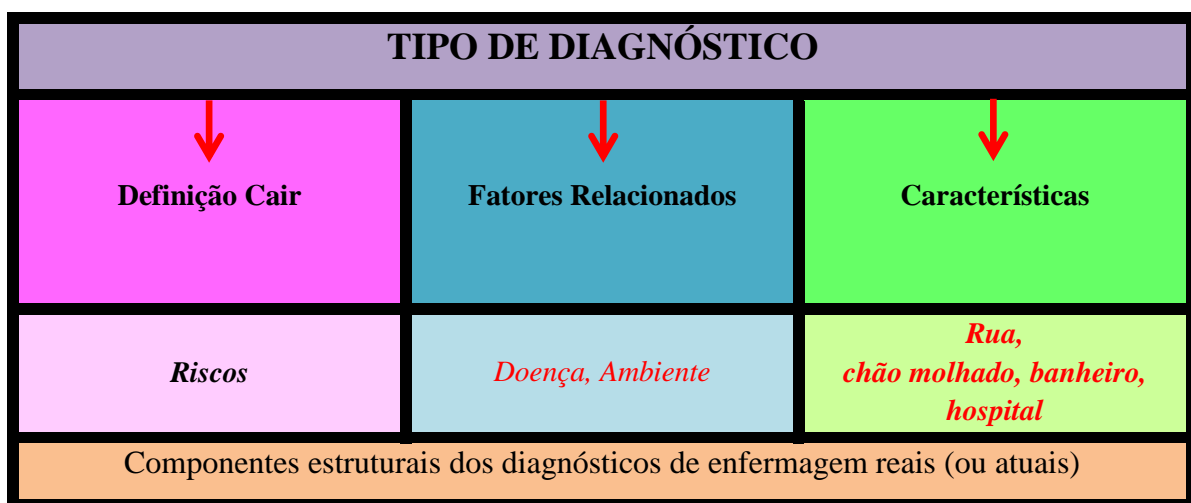 TIPO DE DIAGNÓSTICO
Definição Cair
Fatores Relacionados
Características
Riscos
Doença, Ambiente
Rua,
chão molhado, banheiro,
hospital
Componentes estruturais dos diagnósticos de enfermagem reais (ou atuais)